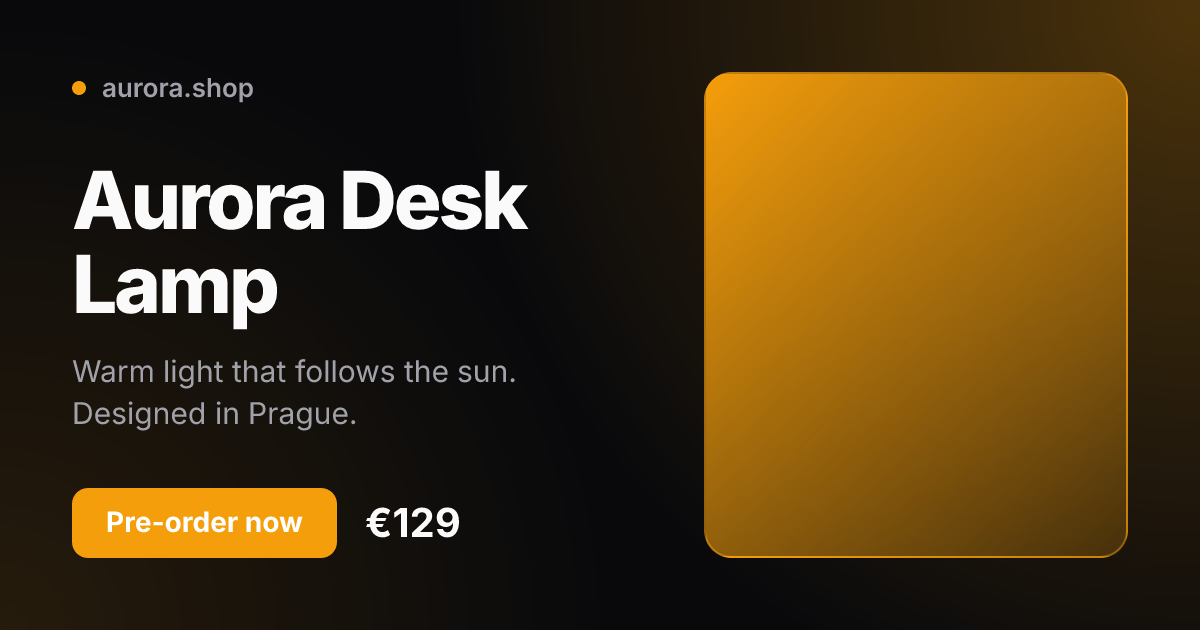 aurora.shop
Aurora Desk
Lamp
Warm light that follows the sun.
Designed in Prague.
Pre-order now
€129